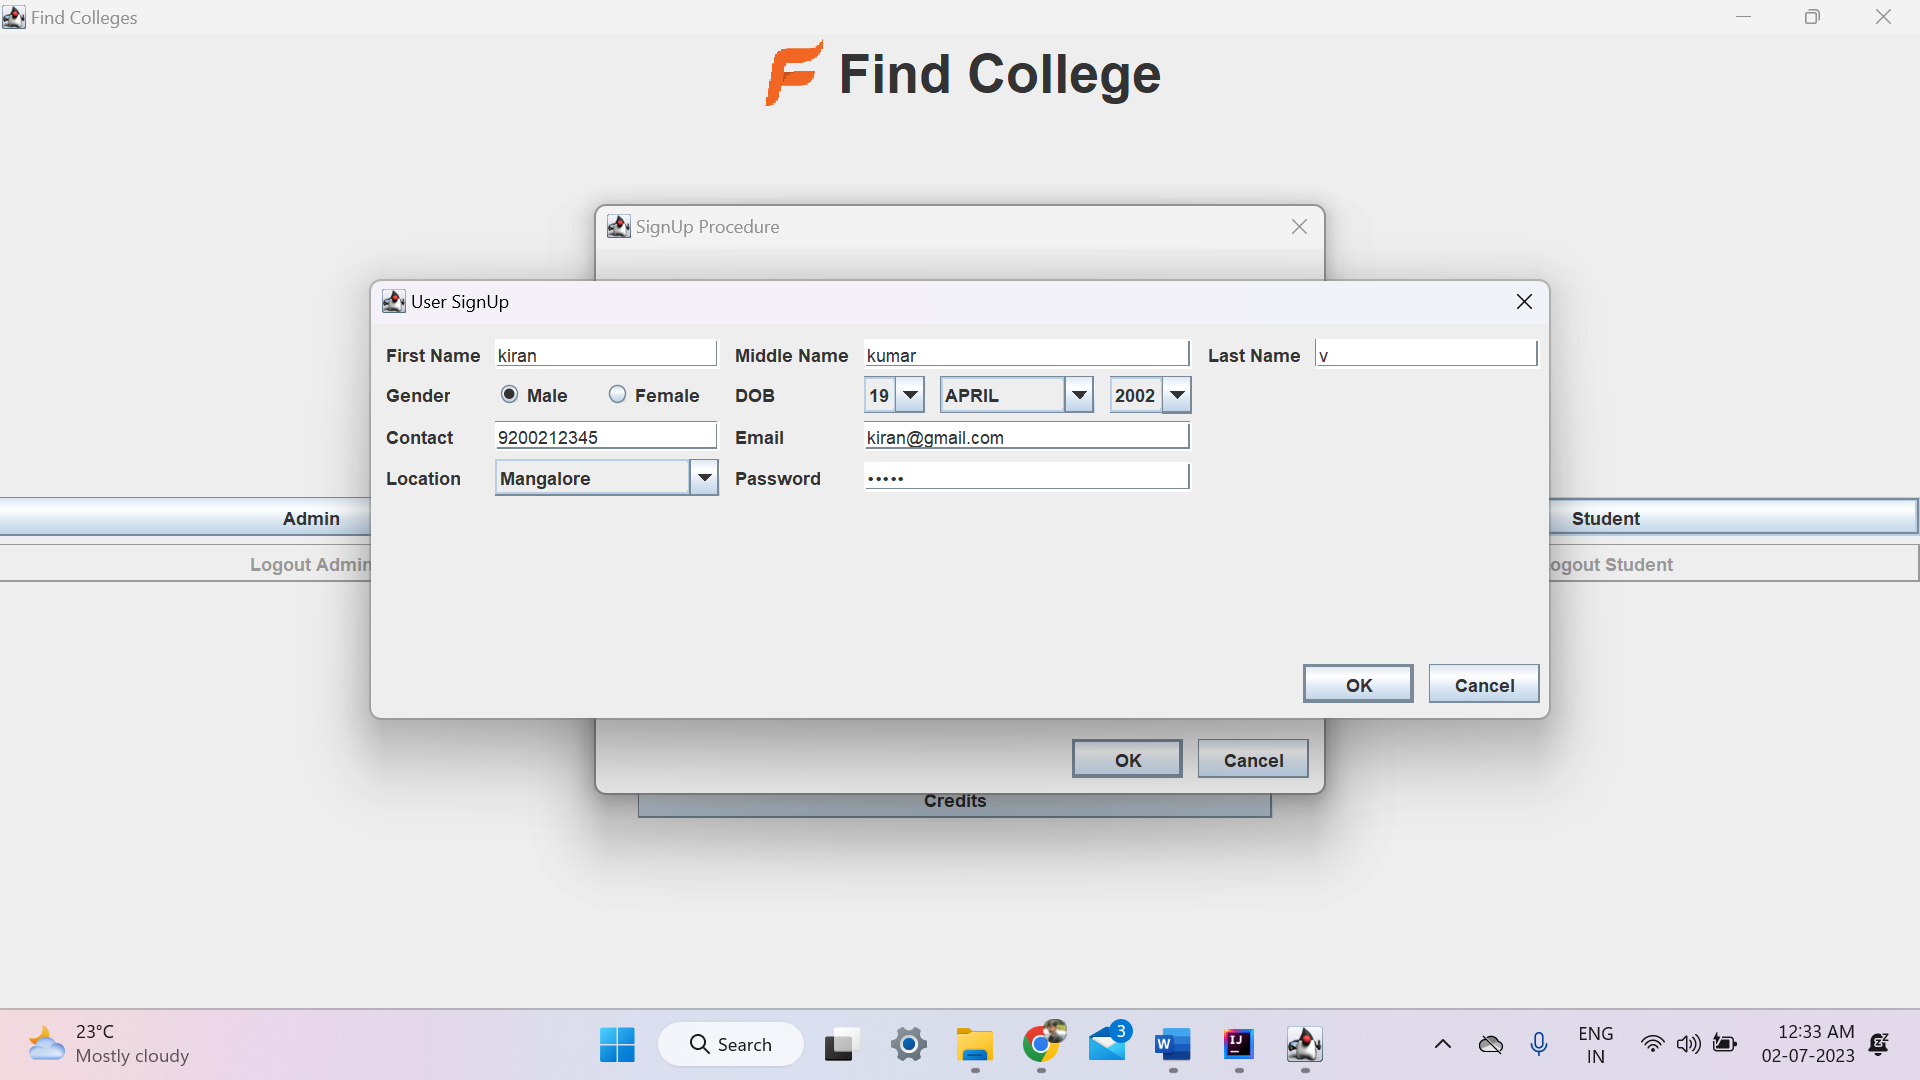 Find Colleges
Find College
SignUp Procedure
User SignUp
First Name kiran Middle Name kumar Last Name v
Gender Male Female DOB 19 APRIL 2002
Contact 9200212345 Email kiran@gmail.com
Location Mangalore Password •••••
Admin Student
Logout Admin ogout Student
OK Cancel
OK Cancel
Credits
23°C
Mostly cloudy
Search
3
W
IJ
ENG
IN
12:33 AM
02-07-2023